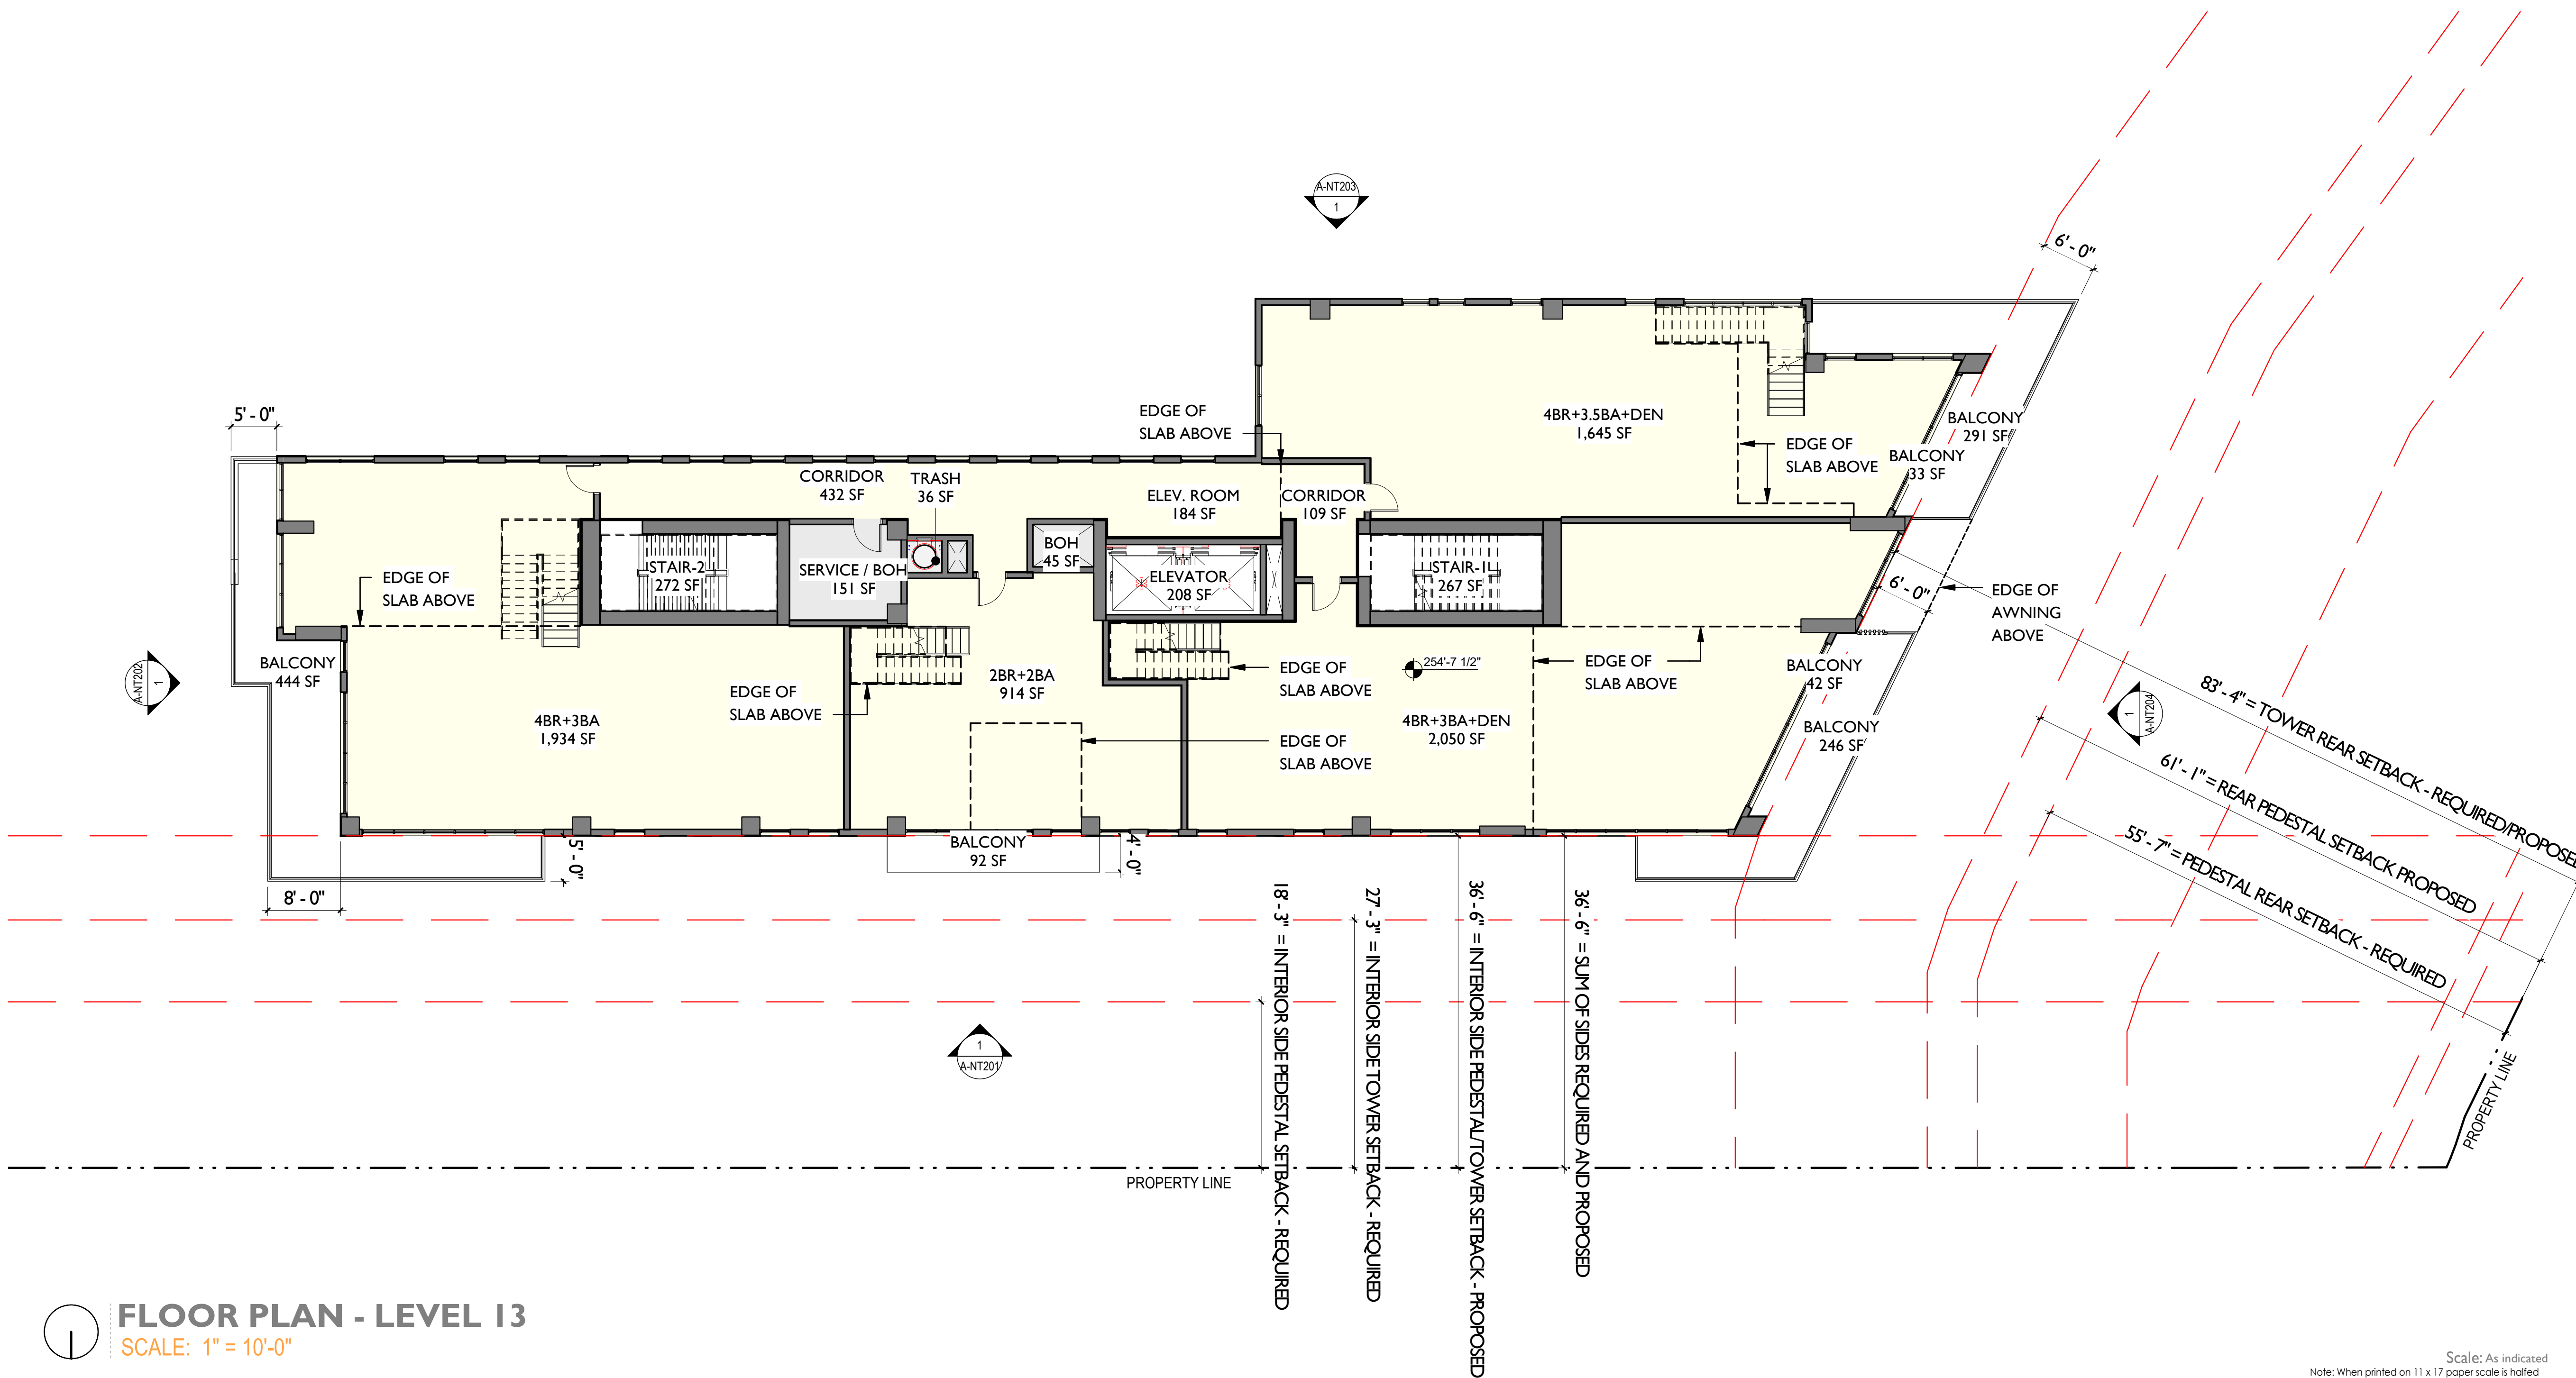 A-NT203
1
6'-0"
5'-0"
EDGE OF
SLAB ABOVE
4BR+3.5BA+DEN
1,645 SF
EDGE OF
SLAB ABOVE
BALCONY
291 SF
BALCONY
33 SF
CORRIDOR
432 SF
TRASH
36 SF
ELEV. ROOM
184 SF
CORRIDOR
109 SF
BOH
45 SF
STAIR-2
272 SF
SERVICE / BOH
151 SF
ELEVATOR
208 SF
STAIR-1
267 SF
EDGE OF
SLAB ABOVE
6'-0"
EDGE OF
AWNING
ABOVE
BALCONY
444 SF
A-NT202
1
EDGE OF
SLAB ABOVE
2BR+2BA
914 SF
EDGE OF
SLAB ABOVE
254'-7 1/2"
EDGE OF
SLAB ABOVE
BALCONY
42 SF
4BR+3BA
1,934 SF
EDGE OF
SLAB ABOVE
4BR+3BA+DEN
2,050 SF
BALCONY
246 SF
1
A-NT204
83'-4" = TOWER REAR SETBACK - REQUIRED/PROPOSED
61'-1" = REAR PEDESTAL SETBACK PROPOSED
55'-7" = PEDESTAL REAR SETBACK - REQUIRED
BALCONY
92 SF
5'-0"
4'-0"
8'-0"
18'-3" = INTERIOR SIDE PEDESTAL SETBACK - REQUIRED
27'-3" = INTERIOR SIDE TOWER SETBACK - REQUIRED
36'-6" = INTERIOR SIDE PEDESTAL/TOWER SETBACK - PROPOSED
36'-6" = SUM OF SIDES REQUIRED AND PROPOSED
1
A-NT201
PROPERTY LINE
PROPERTY LINE
FLOOR PLAN - LEVEL 13
SCALE: 1" = 10'-0"
Scale: As indicated
Note: When printed on 11 x 17 paper scale is halfed